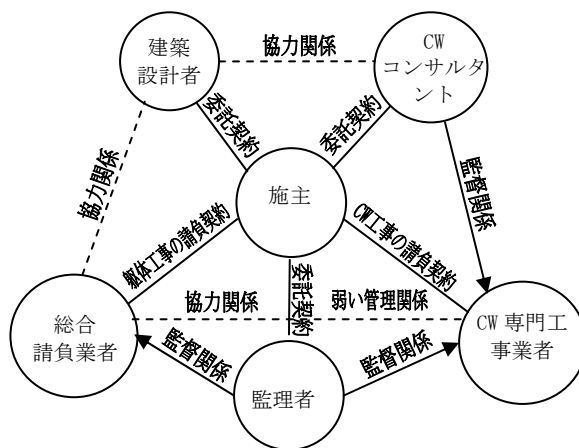 建築
設計者
協力関係
CW
コンサルタ
ント
委託契約
委託契約
協力関係
監督関係
施主
躯体工事の請負契約
CW工事の請負契約
総合
請負業者
協力関係
委託契約
弱い管理関係
CW 専門工
事業者
監督関係
監督関係
監理者